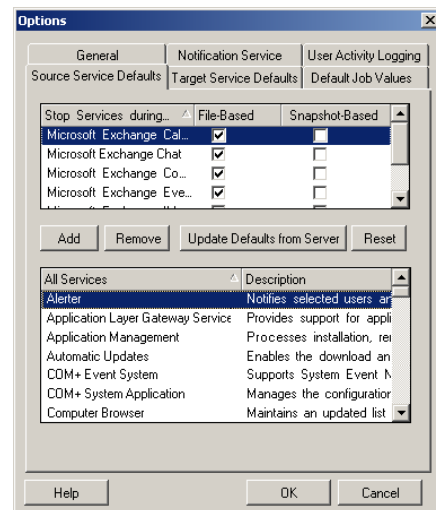 Options
General Notification Service User Activity Logging
Source Service Defaults Target Service Defaults Default Job Values
Stop Services during... File-Based Snapshot-Based
Microsoft Exchange Cal...
Microsoft Exchange Chat
Microsoft Exchange Co...
Microsoft Exchange Eve...
Add Remove Update Defaults from Server Reset
All Services Description
Alerter Notifies selected users ar
Application Layer Gateway Service Provides support for appli
Application Management Processes installation, rei
Automatic Updates Enables the download an
COM+ Event System Supports System Event N
COM+ System Application Manages the configuration
Computer Browser Maintains an updated list
Help OK Cancel